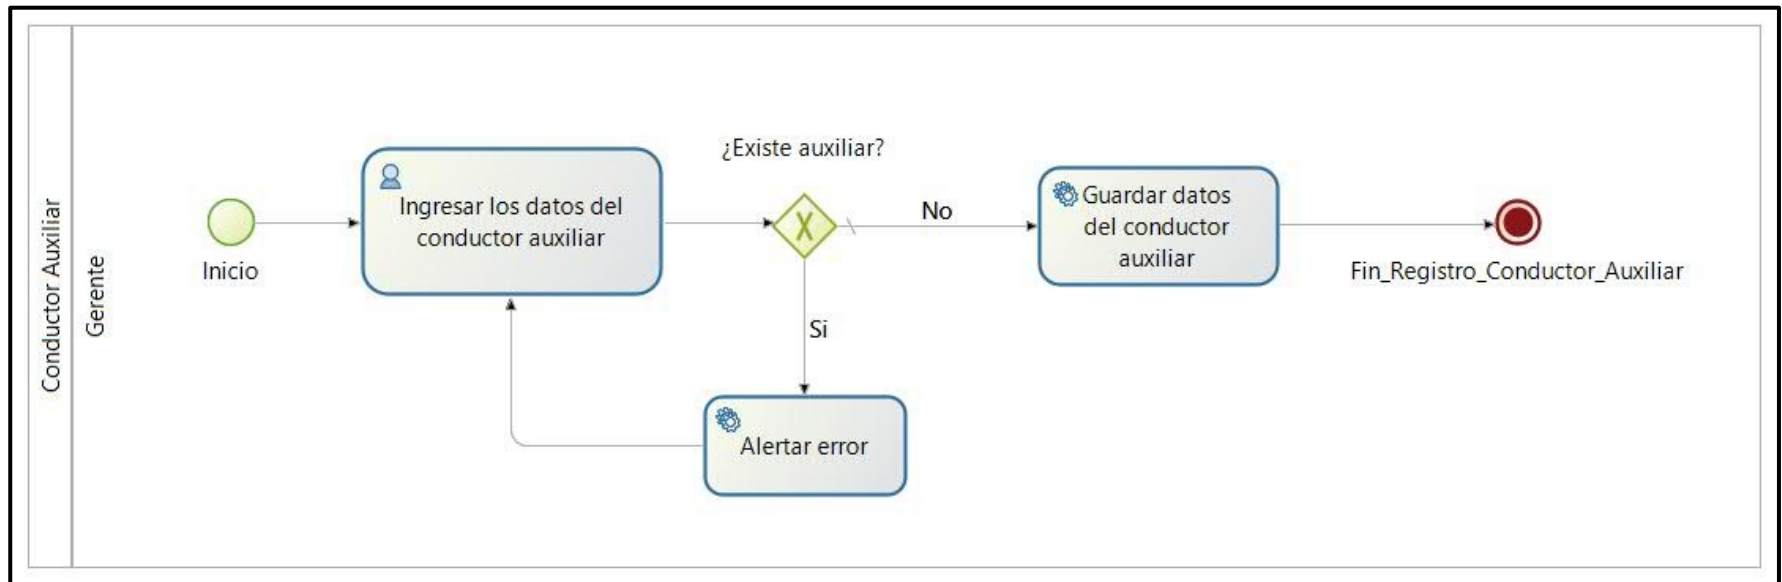 Conductor Auxiliar
Gerente
Inicio
Ingresar los datos del
conductor auxiliar
¿Existe auxiliar?
No
Si
Alertar error
Guardar datos
del conductor
auxiliar
Fin_Registro_Conductor_Auxiliar